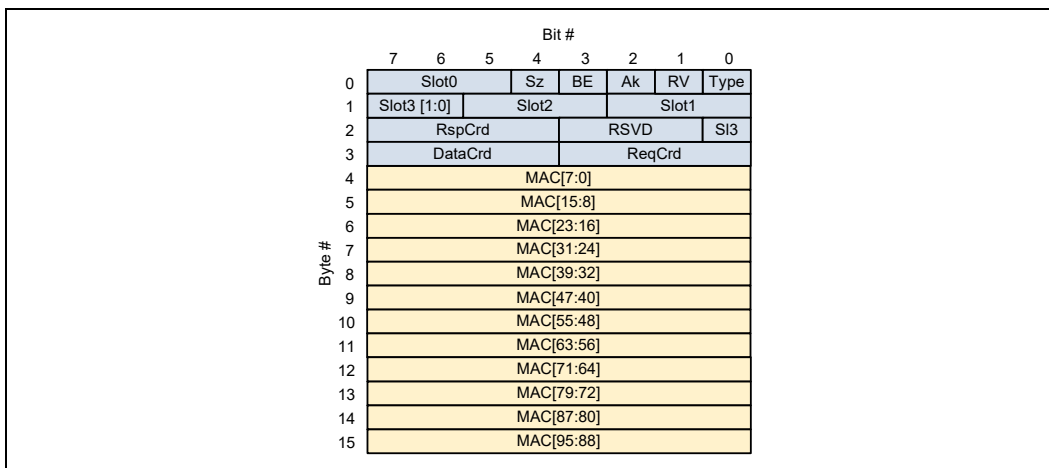 Bit #
7 6 5 4 3 2 1 0
0 Slot0 Sz BE Ak RV Type
1 Slot3 [1:0] Slot2 Slot1
2 RspCrd RSVD Sl3
3 DataCrd ReqCrd
4 MAC[7:0]
5 MAC[15:8]
6 MAC[23:16]
7 MAC[31:24]
8 MAC[39:32]
9 MAC[47:40]
10 MAC[55:48]
11 MAC[63:56]
12 MAC[71:64]
13 MAC[79:72]
14 MAC[87:80]
15 MAC[95:88]
Byte #